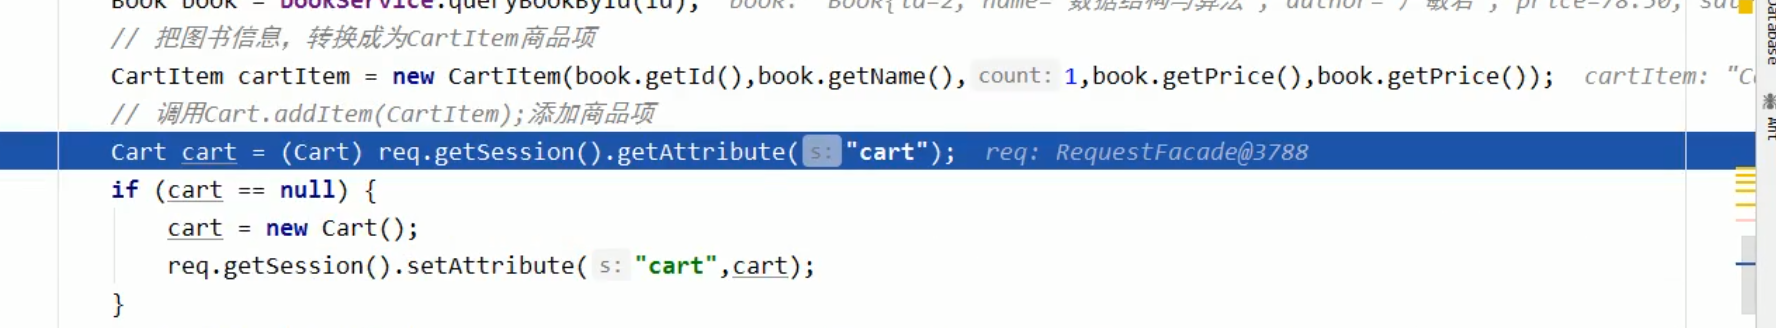 Book book = bookService.queryBookById(id); book: "Book{id=2, name='数据结构与算法', author='严敏君', price=78.50, sal
// 把图书信息，转换成为CartItem商品项
CartItem cartItem = new CartItem(book.getId(),book.getName(), count: 1,book.getPrice(),book.getPrice()); cartItem: "Ca
// 调用Cart.addItem(CartItem);添加商品项
Cart cart = (Cart) req.getSession().getAttribute( s: "cart"); req: RequestFacade@3788
if (cart == null) {
cart = new Cart();
req.getSession().setAttribute( s: "cart",cart);
}
Database
Ant